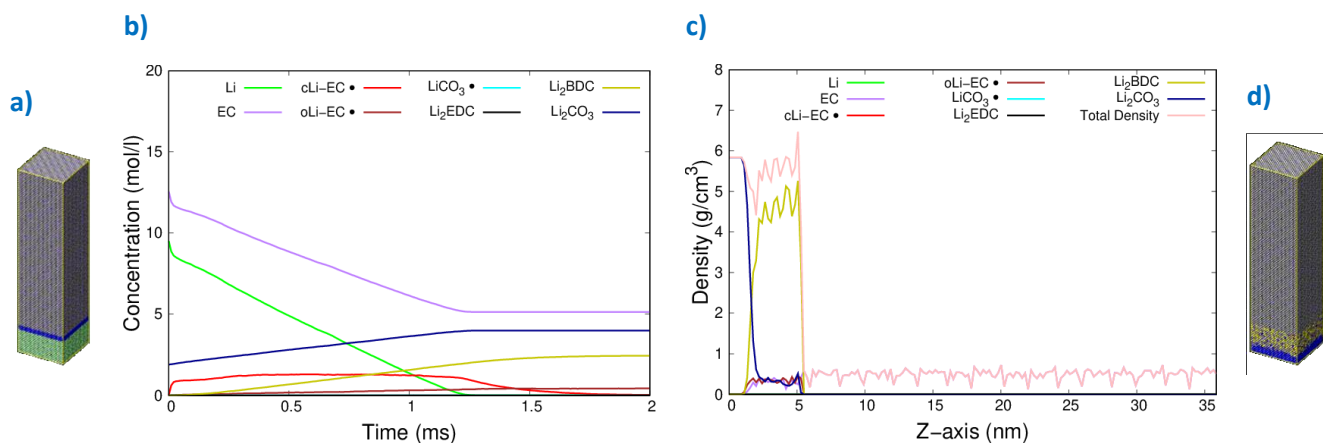 a)
b)
20
15
10
5
0
Concentration (mol/l)
Li
EC
cLi−EC •
oLi−EC •
LiCO₃ •
Li₂EDC
Li₂BDC
Li₂CO₃
0
0.5
1
1.5
2
Time (ms)
c)
8
7
6
5
4
3
2
1
0
Density (g/cm³)
Li
EC
cLi−EC •
oLi−EC •
LiCO₃ •
Li₂EDC
Li₂BDC
Li₂CO₃
Total Density
0
5
10
15
20
25
30
35
Z−axis (nm)
d)